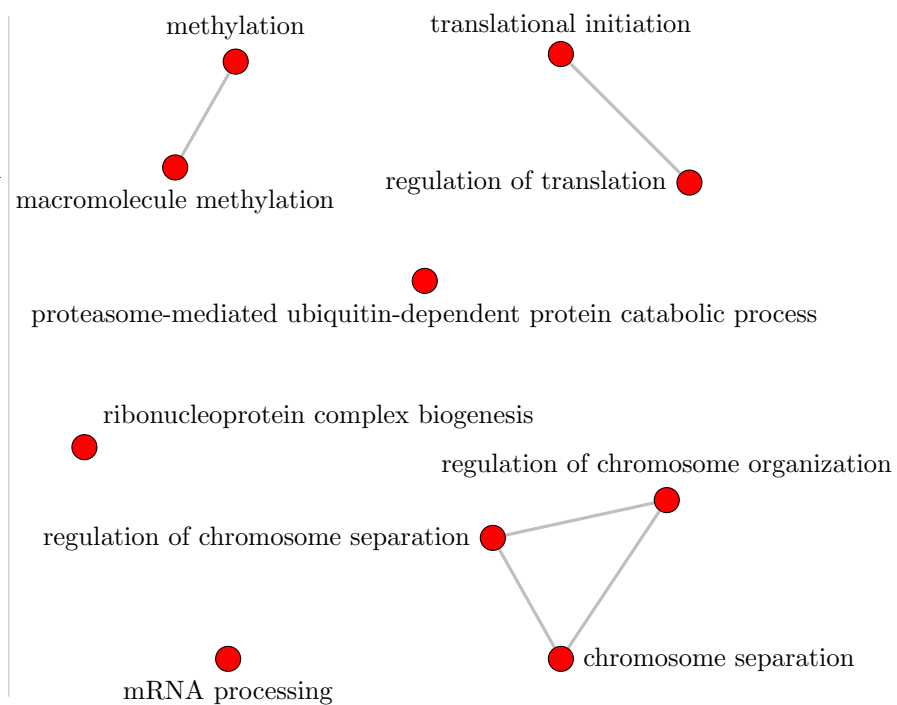 methylation
translational initiation
regulation of translation
macromolecule methylation
proteasome-mediated ubiquitin-dependent protein catabolic process
ribonucleoprotein complex biogenesis
regulation of chromosome organization
regulation of chromosome separation
chromosome separation
mRNA processing